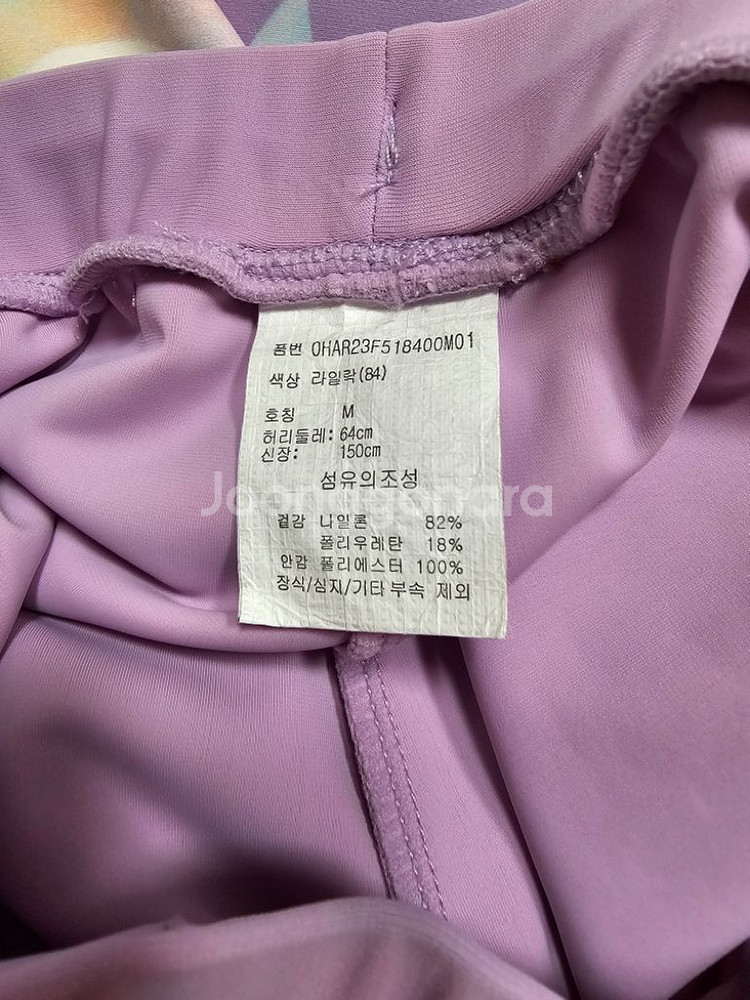 품번 OHAR23F518400M01
색상 라일락(84)
호칭 M
허리둘레: 64cm
신장: 150cm
섬유의조성
Joonggonara
겉감 나일론 82%
폴리우레탄 18%
안감 폴리에스터 100%
장식/심지/기타 부속 제외